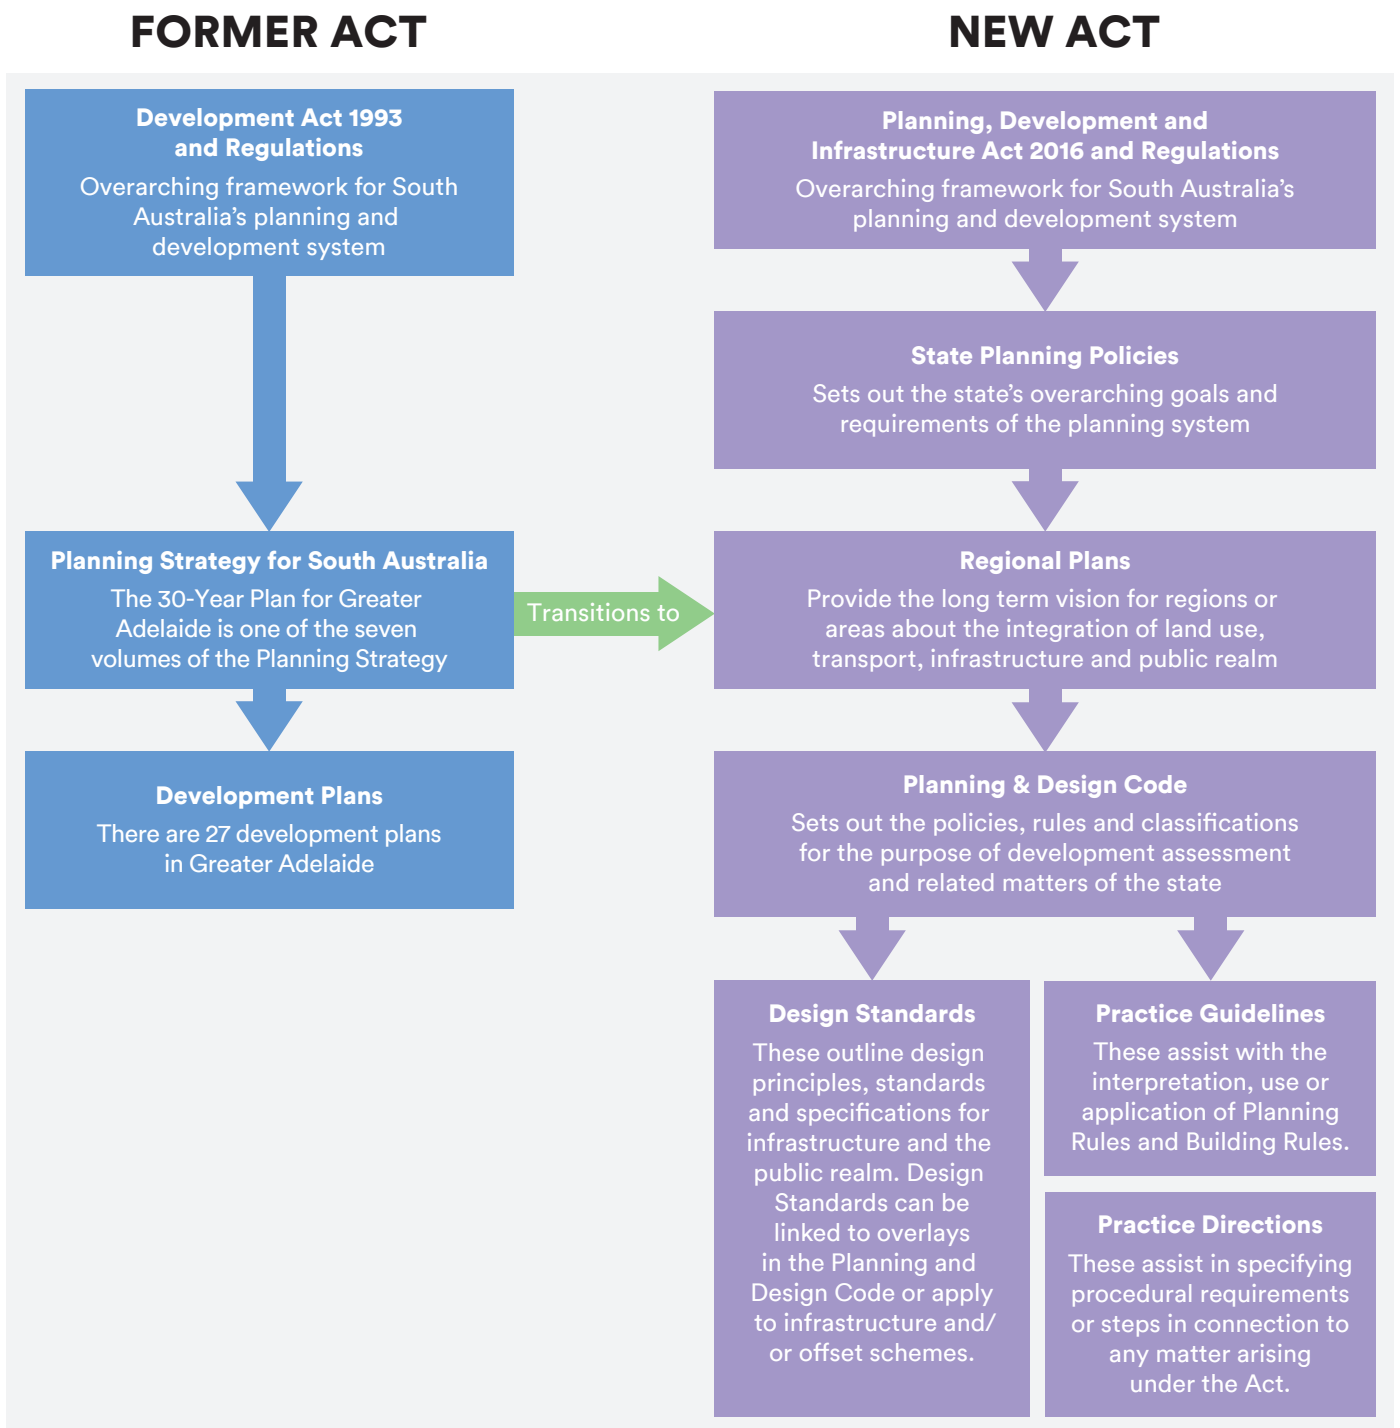 FORMER ACT
Development Act 1993
and Regulations
Overarching framework for South
Australia’s planning and
development system
Planning Strategy for South Australia
The 30-Year Plan for Greater
Adelaide is one of the seven
volumes of the Planning Strategy
Development Plans
There are 27 development plans
in Greater Adelaide
Transitions to
NEW ACT
Planning, Development and
Infrastructure Act 2016 and Regulations
Overarching framework for South Australia’s
planning and development system
State Planning Policies
Sets out the state’s overarching goals and
requirements of the planning system
Regional Plans
Provide the long term vision for regions or
areas about the integration of land use,
transport, infrastructure and public realm
Planning & Design Code
Sets out the policies, rules and classifications
for the purpose of development assessment
and related matters of the state
Design Standards
These outline design
principles, standards
and specifications for
infrastructure and the
public realm. Design
Standards can be
linked to overlays
in the Planning and
Design Code or apply
to infrastructure and/
or offset schemes.
Practice Guidelines
These assist with the
interpretation, use or
application of Planning
Rules and Building Rules.
Practice Directions
These assist in specifying
procedural requirements
or steps in connection to
any matter arising
under the Act.